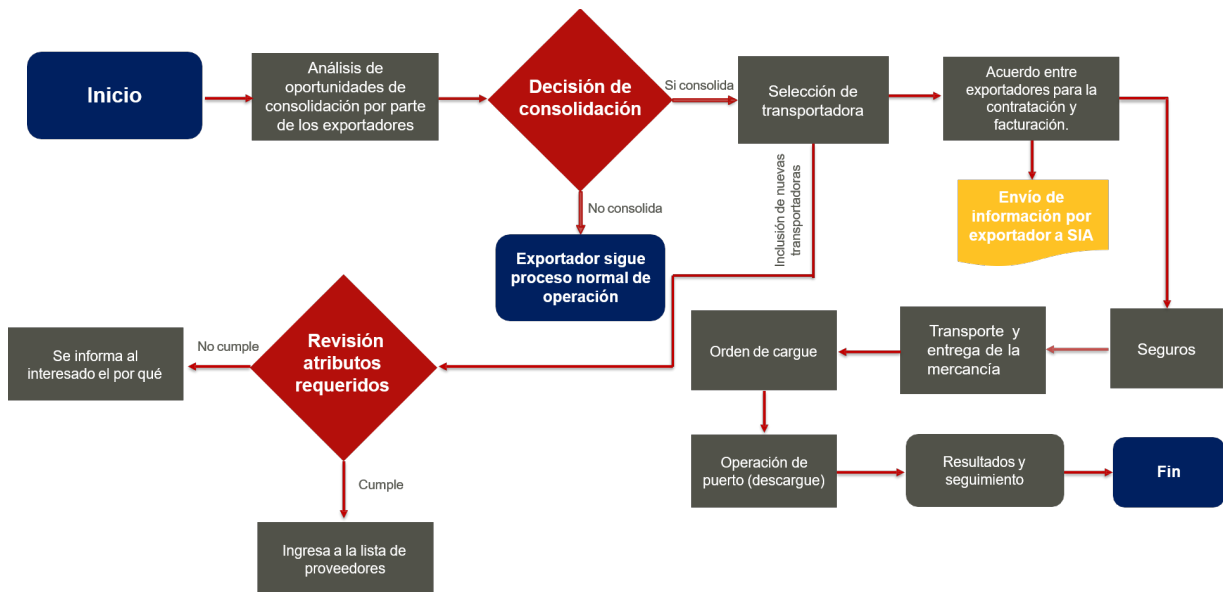 Inicio
Análisis de
oportunidades de
consolidación por parte
de los exportadores
Decisión de
consolidación
Si consolida
Selección de
transportadora
Acuerdo entre
exportadores para la
contratación y
facturación.
No consolida
Inclusión de nuevas
transportadoras
Envío de
información por
exportador a SIA
Exportador sigue
proceso normal de
operación
Revisión
atributos
requeridos
No cumple
Se informa al
interesado el por qué
Orden de cargue
Transporte y
entrega de la
mercancía
Seguros
Cumple
Operación de
puerto (descargue)
Resultados y
seguimiento
Fin
Ingresa a la lista de
proveedores